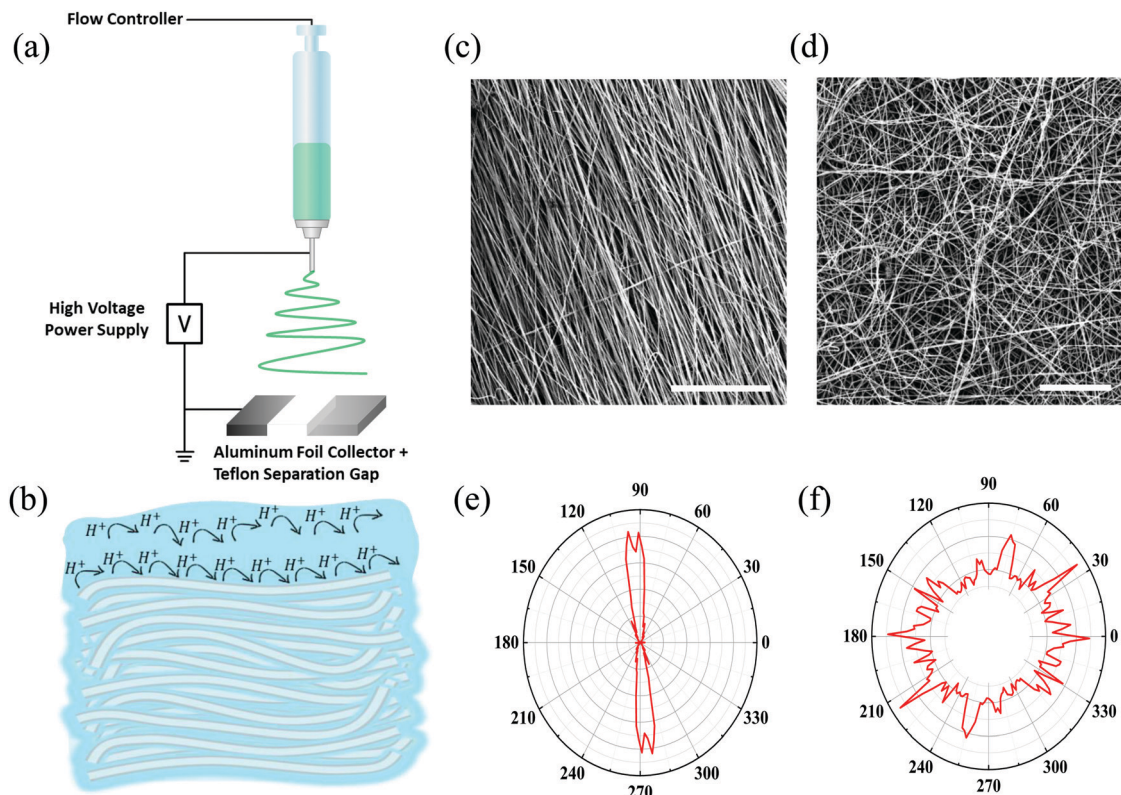 Flow Controller
(a)
High Voltage
Power Supply
V
Aluminum Foil Collector +
Teflon Separation Gap
(b)
H+ H+ H+ H+ H+ H+ H+
H+ H+ H+ H+ H+ H+ H+ H+
(c)
(d)
(e)
90
120
60
150
30
180
0
210
330
240
300
270
(f)
90
120
60
150
30
180
0
210
330
240
300
270